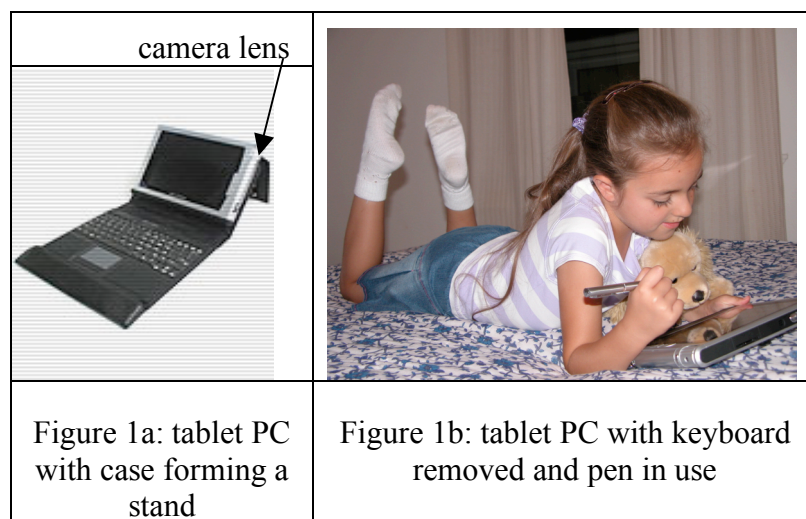 camera lens
Figure 1a: tablet PC
with case forming a
stand
Figure 1b: tablet PC with keyboard
removed and pen in use